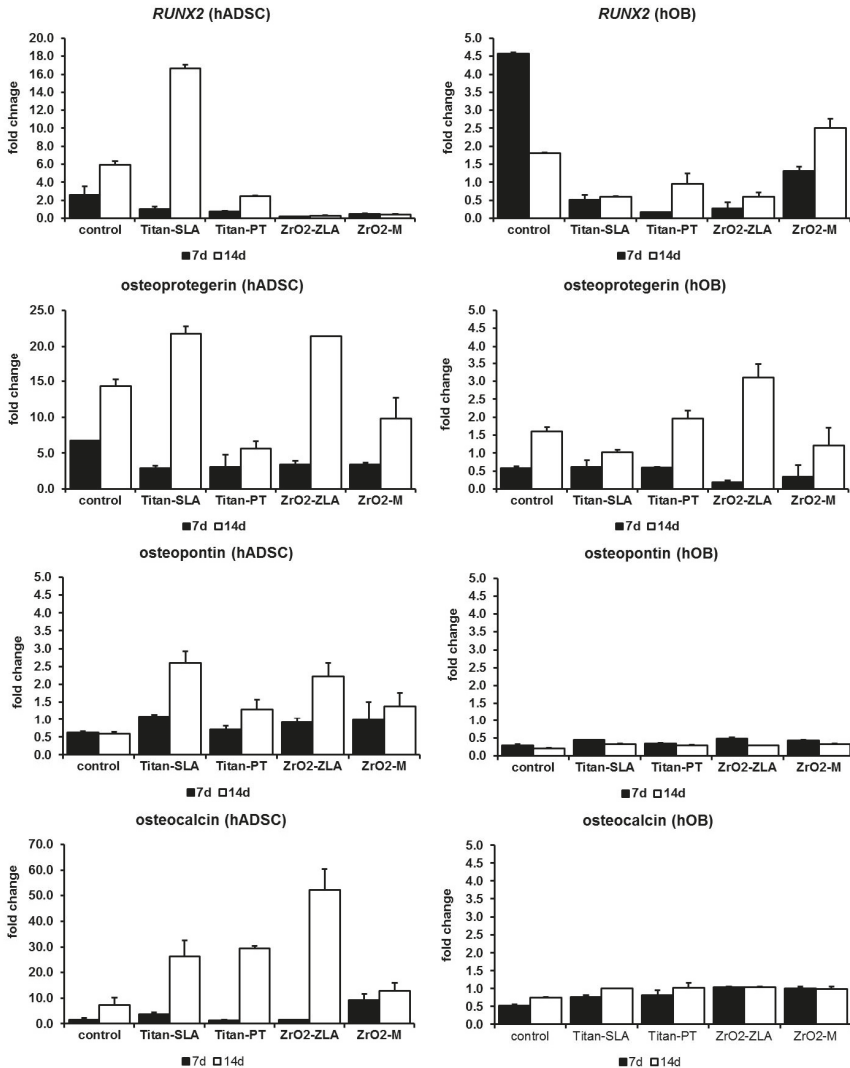 RUNX2 (hADSC)
fold chnage
20.0
18.0
16.0
14.0
12.0
10.0
8.0
6.0
4.0
2.0
0.0
control Titan-SLA Titan-PT ZrO2-ZLA ZrO2-M
7d 14d
RUNX2 (hOB)
fold change
5.0
4.5
4.0
3.5
3.0
2.5
2.0
1.5
1.0
0.5
0.0
control Titan-SLA Titan-PT ZrO2-ZLA ZrO2-M
7d 14d
osteoprotegerin (hADSC)
fold change
25.0
20.0
15.0
10.0
5.0
0.0
control Titan-SLA Titan-PT ZrO2-ZLA ZrO2-M
7d 14d
osteoprotegerin (hOB)
fold change
5.0
4.5
4.0
3.5
3.0
2.5
2.0
1.5
1.0
0.5
0.0
control Titan-SLA Titan-PT ZrO2-ZLA ZrO2-M
7d 14d
osteopontin (hADSC)
fold change
5.0
4.5
4.0
3.5
3.0
2.5
2.0
1.5
1.0
0.5
0.0
control Titan-SLA Titan-PT ZrO2-ZLA ZrO2-M
7d 14d
osteopontin (hOB)
fold change
5.0
4.5
4.0
3.5
3.0
2.5
2.0
1.5
1.0
0.5
0.0
control Titan-SLA Titan-PT ZrO2-ZLA ZrO2-M
7d 14d
osteocalcin (hADSC)
fold change
70.0
60.0
50.0
40.0
30.0
20.0
10.0
0.0
control Titan-SLA Titan-PT ZrO2-ZLA ZrO2-M
7d 14d
osteocalcin (hOB)
fold change
5.0
4.5
4.0
3.5
3.0
2.5
2.0
1.5
1.0
0.5
0.0
control Titan-SLA Titan-PT ZrO2-ZLA ZrO2-M
7d 14d